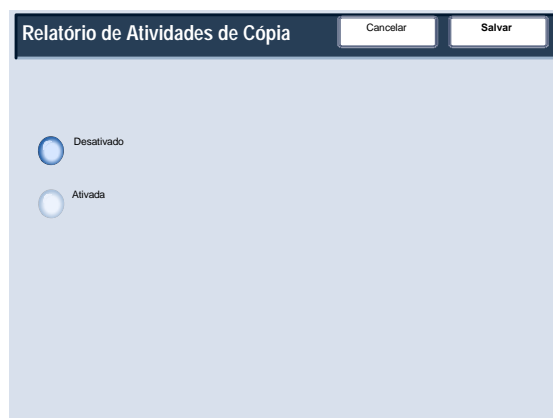 Relatório de Atividades de Cópia
Cancelar
Salvar
Desativado
Ativada